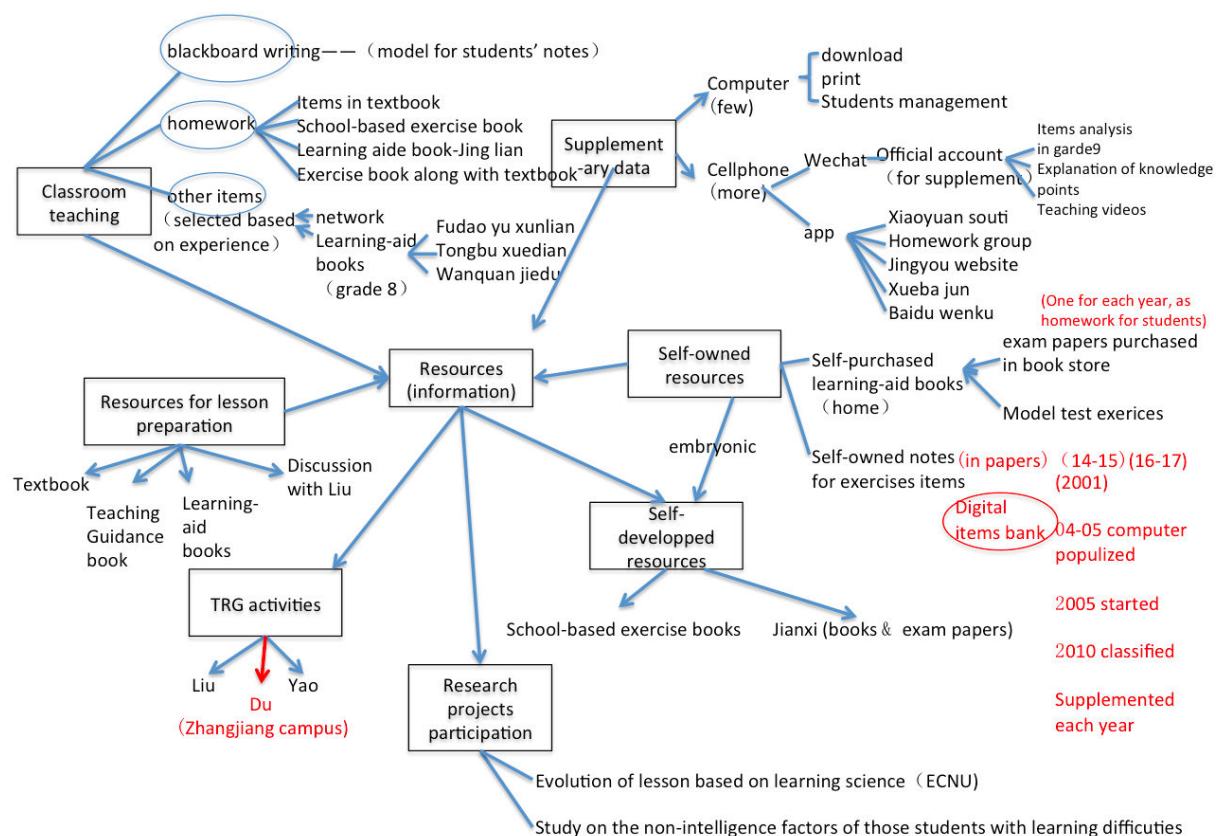 blackboard writing——（model for students' notes）
homework
Items in textbook
School-based exercise book
Learning aide book-Jing lian
Exercise book along with textbook
Classroom
teaching
other items
（selected based
on experience）
network
Learning-aid
books
（grade 8）
Fudao yu xunlian
Tongbu xuedian
Wanquan jiedu
Supplement
-ary data
Computer
(few)
download
print
Students management
Cellphone
(more)
Wechat
Official account
(for supplement)
Items analysis
in garde9
Explanation of knowledge
points
Teaching videos
app
Xiaoyuan souti
Homework group
Jingyou website
Xueba jun
Baidu wenku
Resources
(information)
Self-owned
resources
Self-purchased
learning-aid books
（home）
(One for each year, as
homework for students)
exam papers purchased
in book store
Model test exerices
Self-owned notes
for exercises items
(in papers)
（14-15）(16-17)
(2001)
Digital
items bank
04-05 computer
populized
2005 started
2010 classified
Supplemented
each year
Resources for lesson
preparation
Textbook
Teaching
Guidance
book
Learning-
aid
books
Discussion
with Liu
embryonic
Self-
developped
resources
School-based exercise books
Jianxi (books & exam papers)
TRG activities
Liu
Du
(Zhangjiang campus)
Yao
Research
projects
participation
Evolution of lesson based on learning science（ECNU)
Study on the non-intelligence factors of those students with learning difficuties